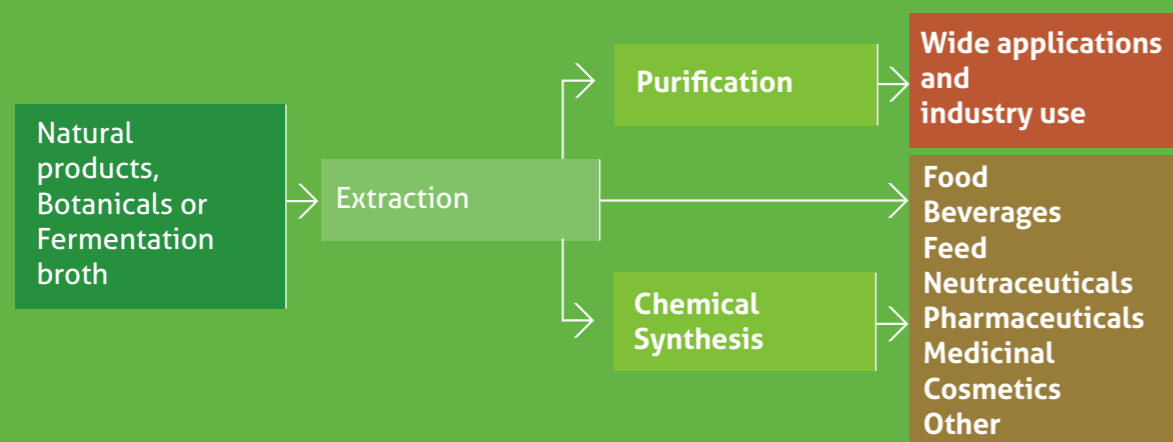 Natural
products,
Botanicals or
Fermentation
broth
Extraction
Purification
Chemical
Synthesis
Wide applications
and
industry use
Food
Beverages
Feed
Neutraceuticals
Pharmaceuticals
Medicinal
Cosmetics
Other